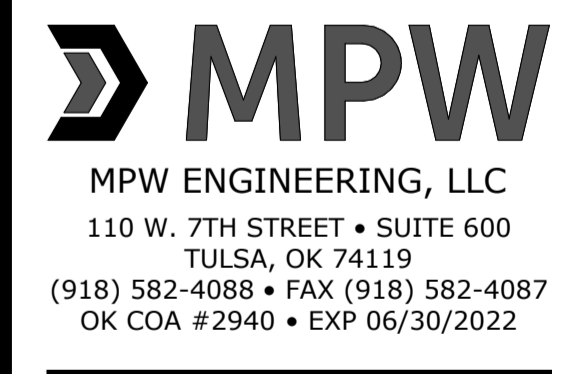 MPW
MPW ENGINEERING, LLC
110 W. 7TH STREET • SUITE 600
TULSA, OK 74119
(918) 582-4088 • FAX (918) 582-4087
OK COA #2940 • EXP 06/30/2022